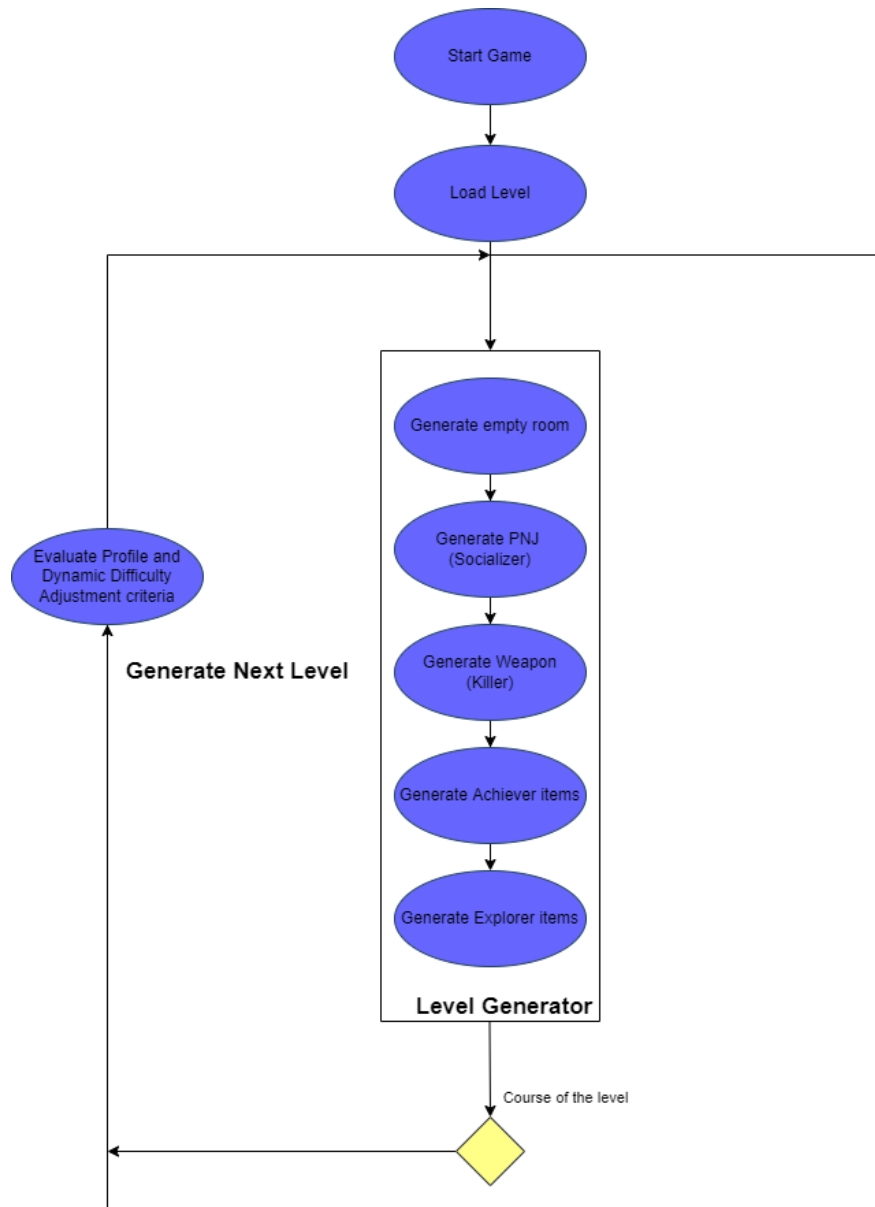 Start Game
Load Level
Generate empty room
Generate PNJ
(Socializer)
Evaluate Profile and
Dynamic Difficulty
Adjustment criteria
Generate Next Level
Generate Weapon
(Killer)
Generate Achiever items
Generate Explorer items
Level Generator
Course of the level